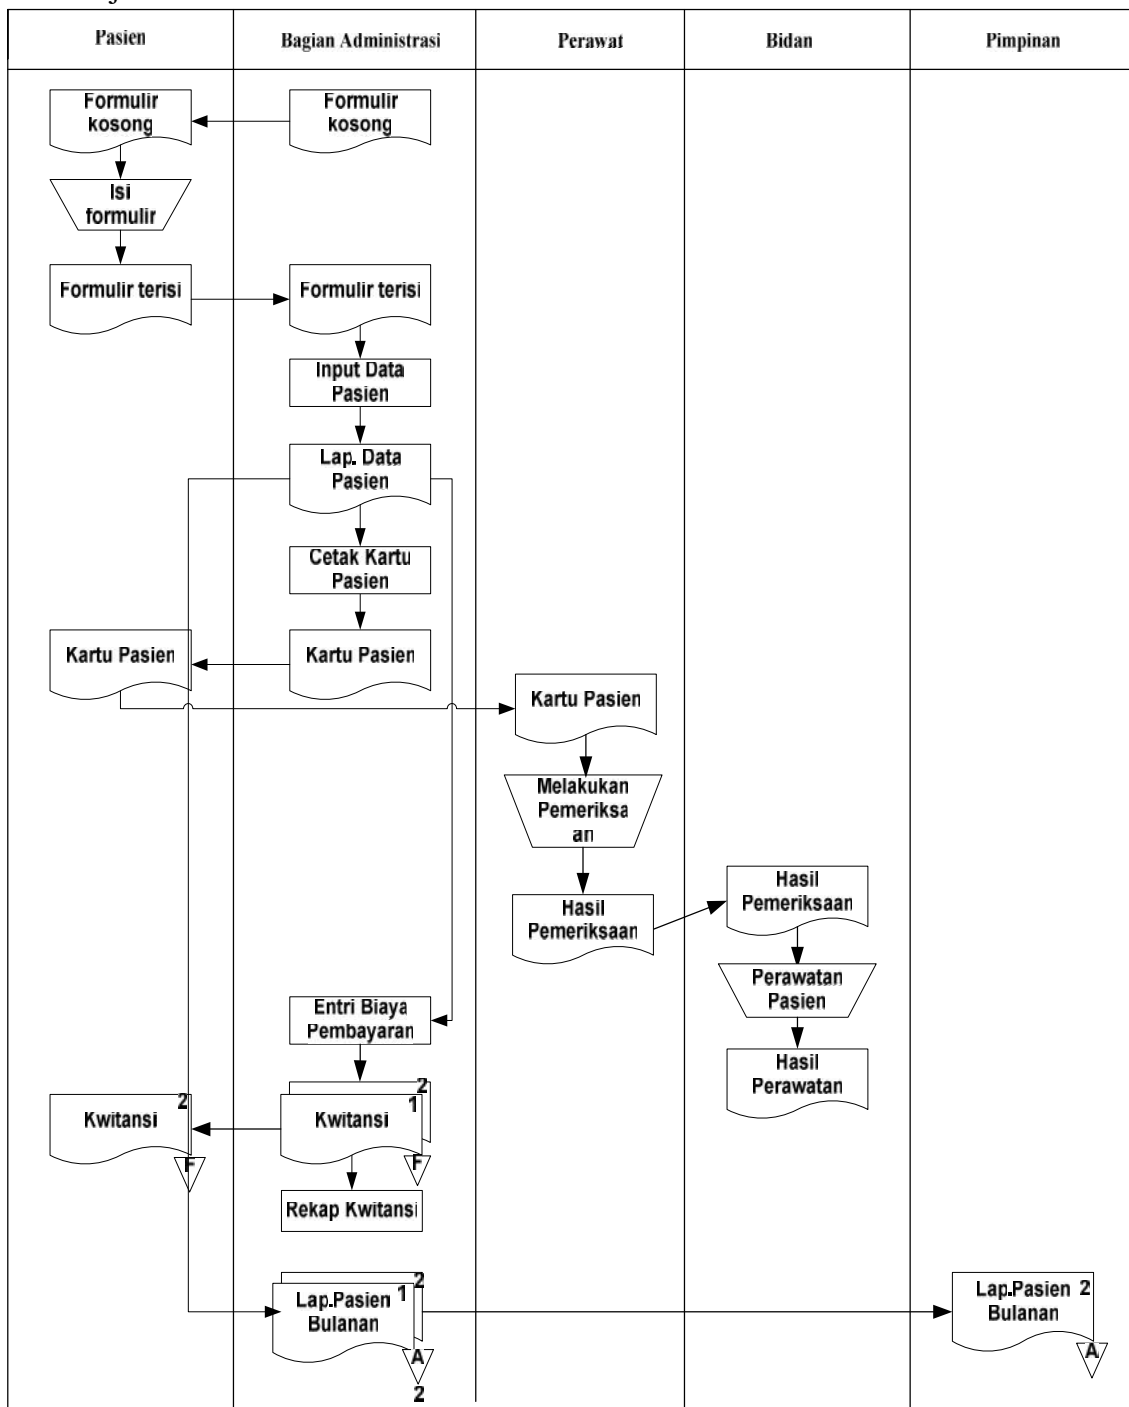 Pasien
Bagian Administrasi
Perawat
Bidan
Pimpinan
Formulir
kosong
Formulir
kosong
Isi
formulir
Formulir terisi
Formulir terisi
Input Data
Pasien
Lap. Data
Pasien
Cetak Kartu
Pasien
Kartu Pasien
Kartu Pasien
Kartu Pasien
Melakukan
Pemeriksa
an
Hasil
Pemeriksaan
Hasil
Pemeriksaan
Perawatan
Pasien
Hasil
Perawatan
Entri Biaya
Pembayaran
2
1
Kwitansi
F
2
Kwitansi
F
Rekap Kwitansi
2
1
Lap.Pasien
Bulanan
A
2
Lap.Pasien 2
Bulanan
A